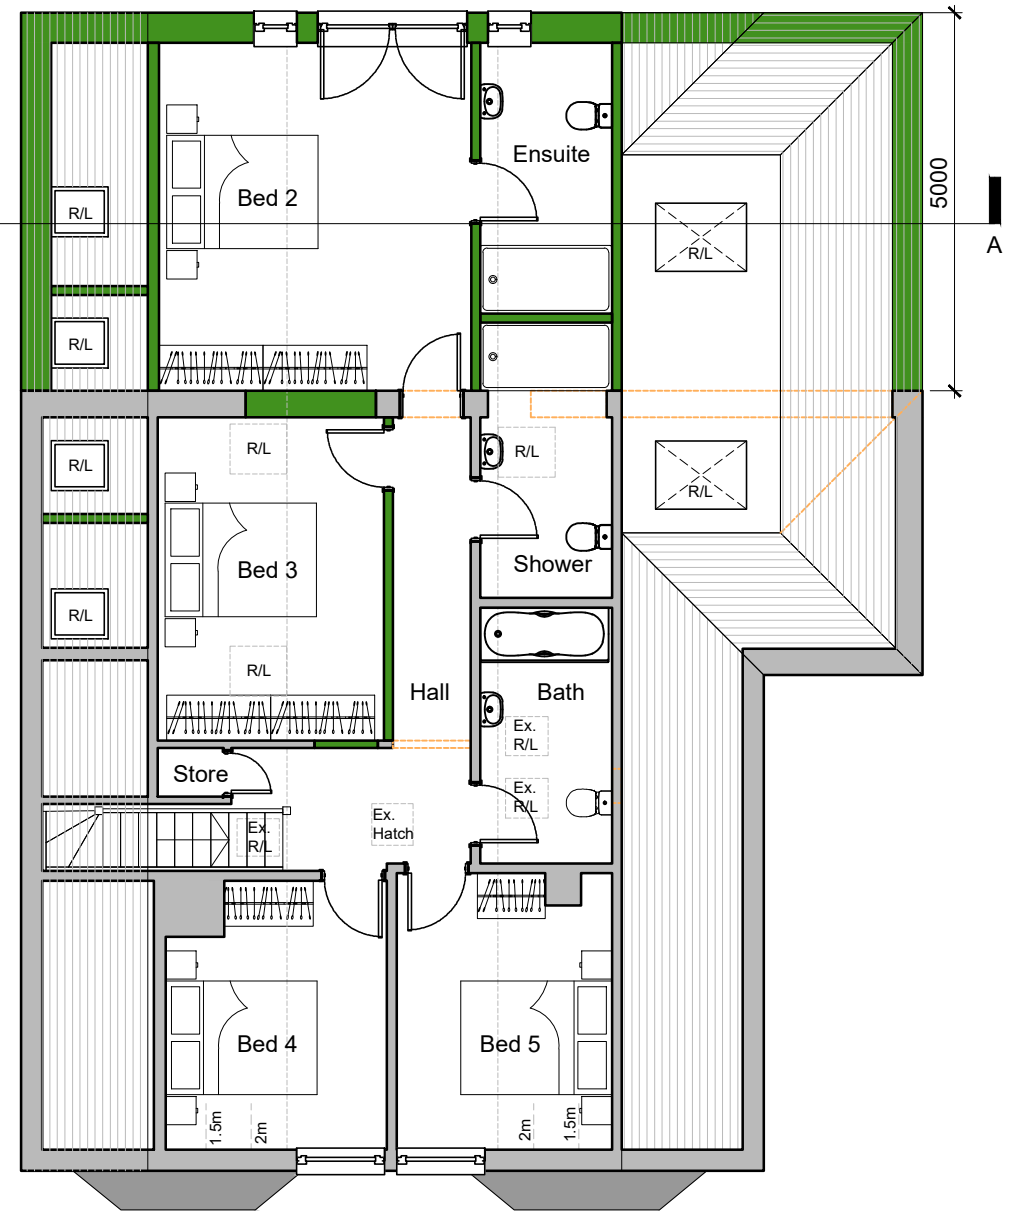 Ensuite
5000
Bed 2
R/L
A
R/L
R/L
R/L
R/L
R/L
R/L
R/L
Shower
Bed 3
R/L
R/L
Hall
Bath
Ex.
R/L
Store
Ex.
R/L
Ex.
Hatch
Ex.
R/L
Bed 4
Bed 5
1.5m
2m
2m
1.5m